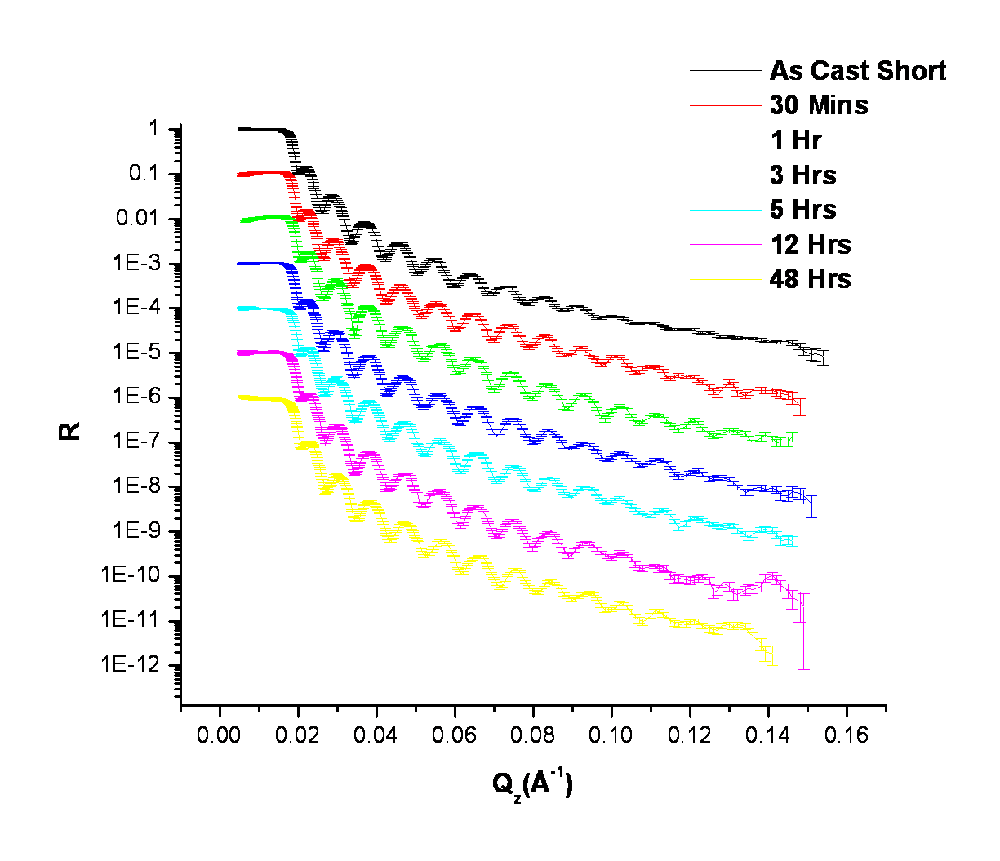 As Cast Short
30 Mins
1 Hr
3 Hrs
5 Hrs
12 Hrs
48 Hrs
1
0.1
0.01
1E-3
1E-4
1E-5
1E-6
1E-7
1E-8
1E-9
1E-10
1E-11
1E-12
R
0.00 0.02 0.04 0.06 0.08 0.10 0.12 0.14 0.16
Qz(A-1)